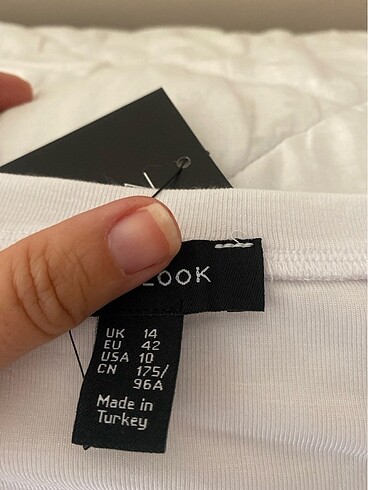 LOOK
UK 14
EU 42
USA 10
CN 175/
96A
Made in
Turkey